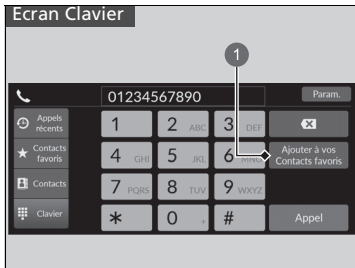 Ecran Clavier
1
01234567890
Param.
Appels
récents
1
2 ABC
3 DEF
Contacts
favoris
4 GHI
5 JKL
6 MNO
Ajouter à vos
Contacts favoris
Contacts
7 PQRS
8 TUV
9 WXYZ
Clavier
*
0 +
#
Appel